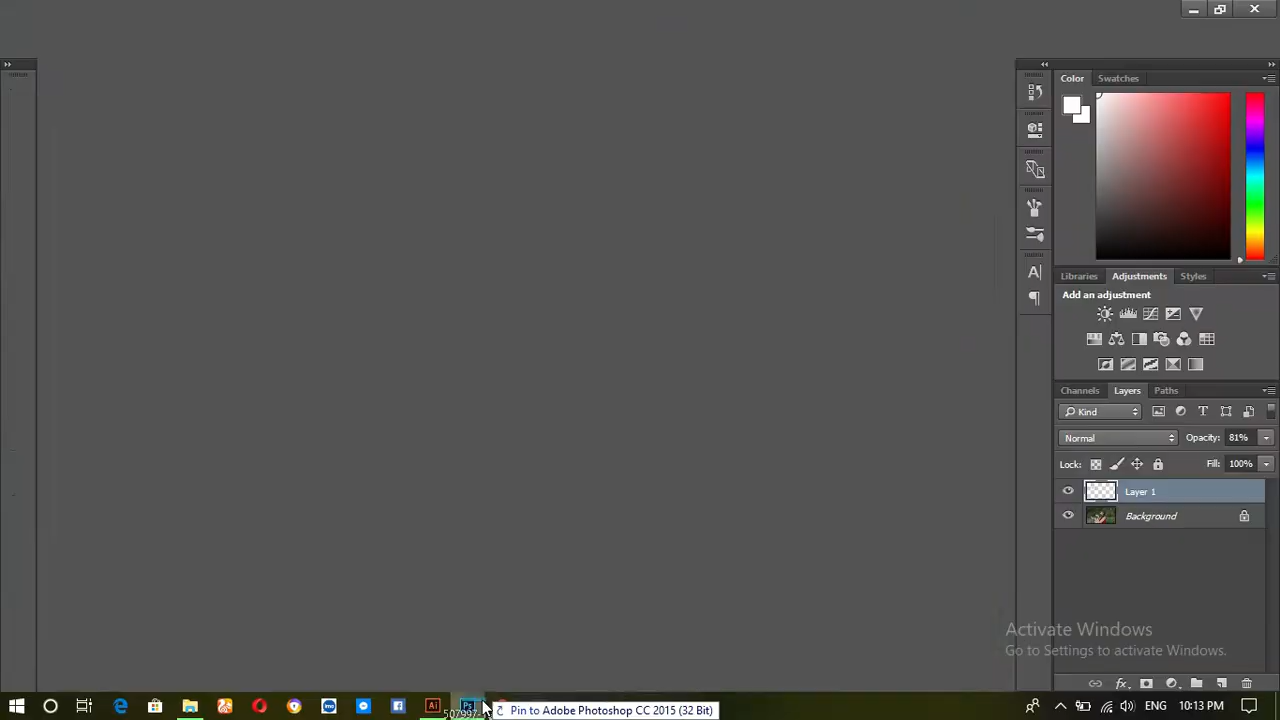 Color Swatches
Libraries Adjustments Styles
Add an adjustment
Channels Layers Paths
Kind
Normal Opacity: 81%
Lock: Fill: 100%
Layer 1
Background
Activate Windows
Go to Settings to activate Windows.
Ai Ps Pin to Adobe Photoshop CC 2015 (32 Bit) 10:13 PM